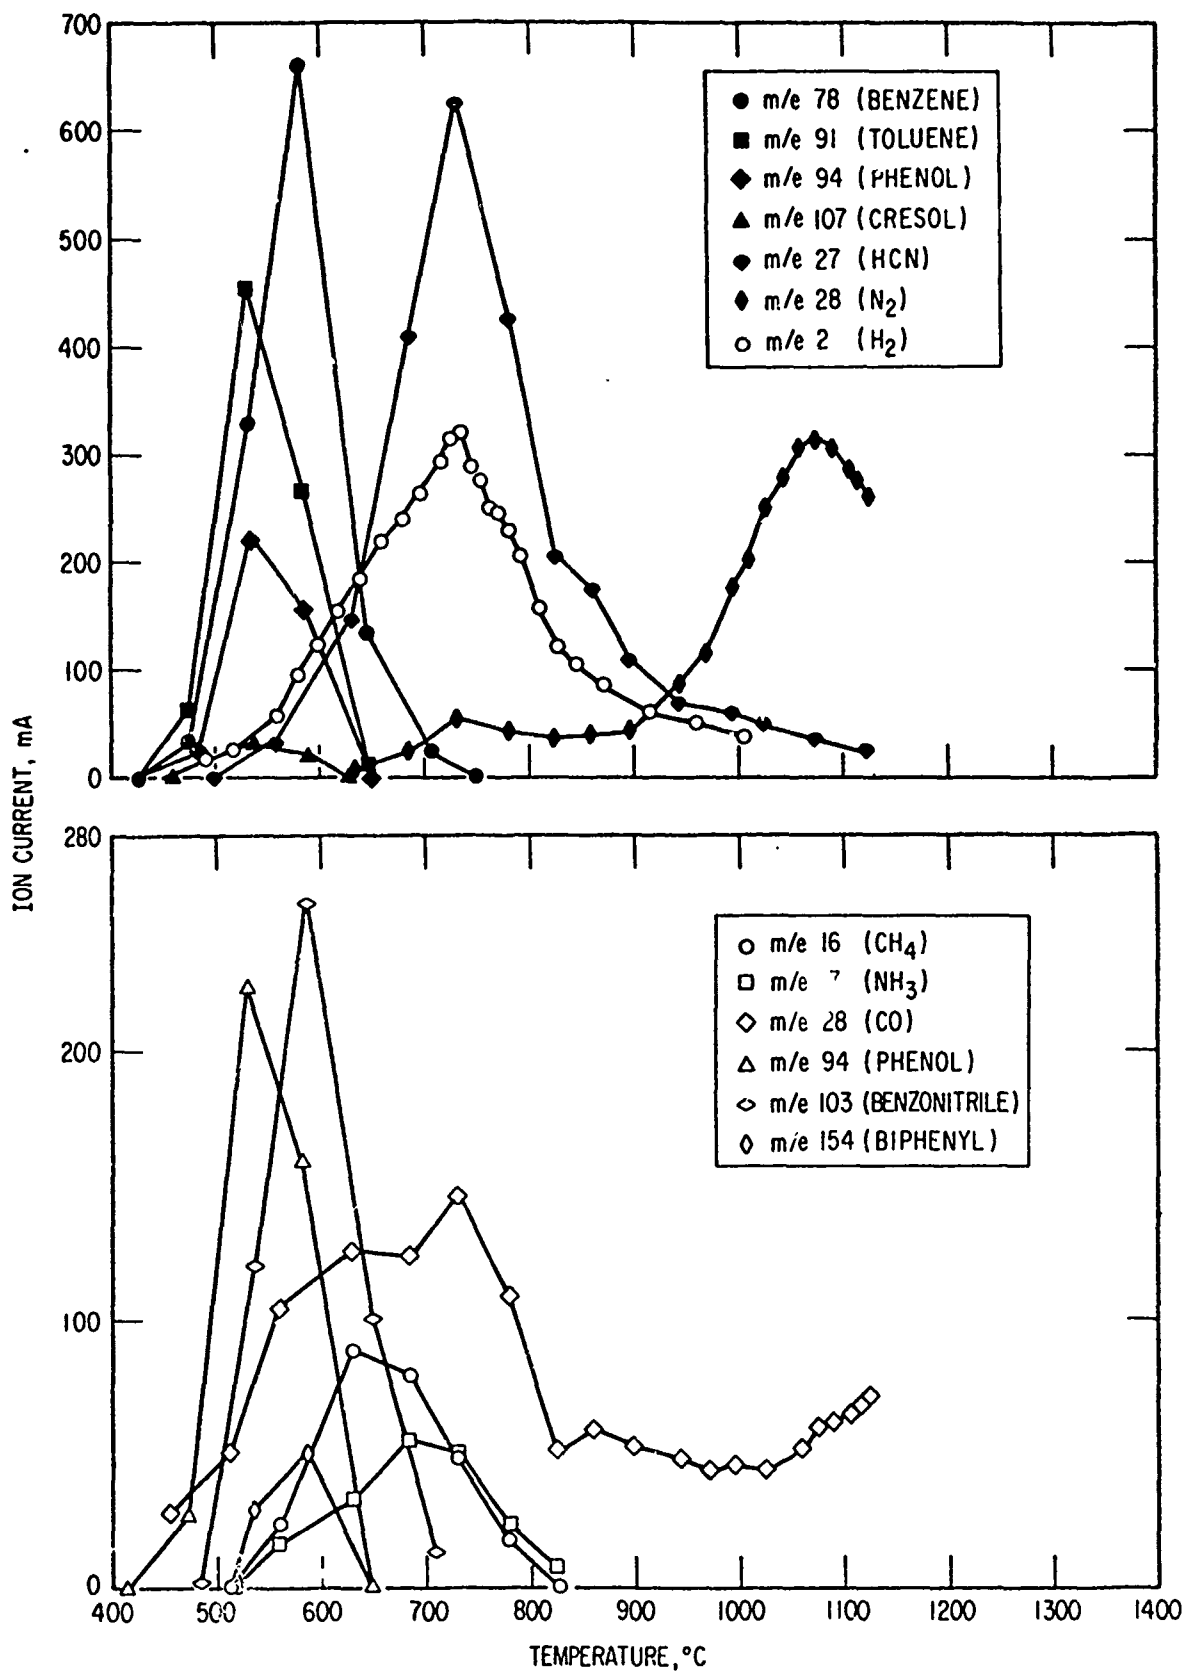 700
600
500
400
300
200
100
0
● m/e 78 (BENZENE)
■ m/e 91 (TOLUENE)
◆ m/e 94 (PHENOL)
▲ m/e 107 (CRESOL)
m/e 27 (HCN)
m/e 28 (N₂)
○ m/e 2 (H₂)
ION CURRENT, mA
280
200
100
0
○ m/e 16 (CH₄)
□ m/e 7 (NH₃)
◇ m/e 28 (CO)
△ m/e 94 (PHENOL)
m/e 103 (BENZONITRILE)
m/e 154 (BIPHENYL)
400 500 600 700 800 900 1000 1100 1200 1300 1400
TEMPERATURE, °C